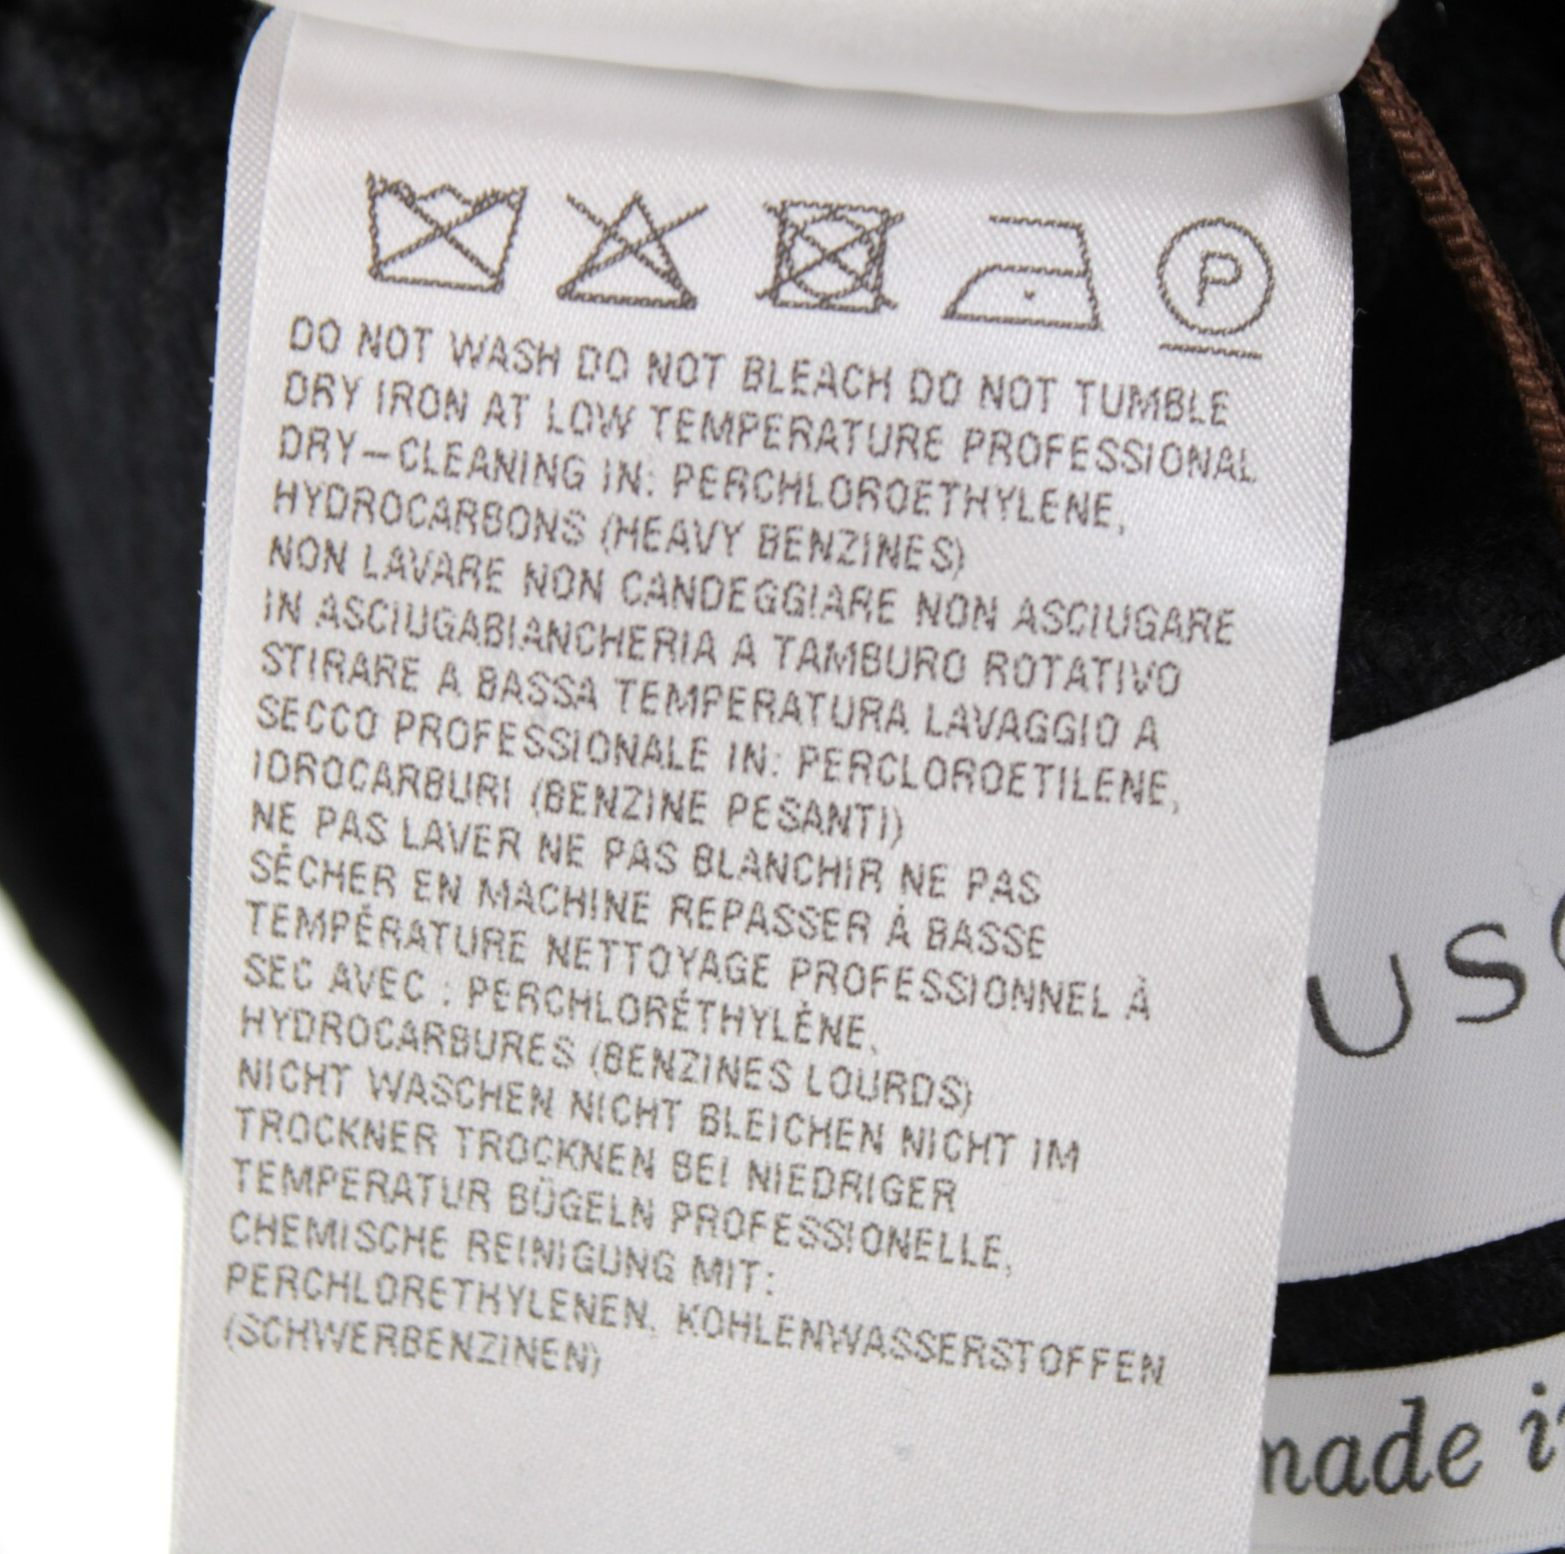 P
DO NOT WASH DO NOT BLEACH DO NOT TUMBLE
DRY IRON AT LOW TEMPERATURE PROFESSIONAL
DRY-CLEANING IN: PERCHLOROETHYLENE,
HYDROCARBONS (HEAVY BENZINES)
NON LAVARE NON CANDEGGIARE NON ASCIUGARE
IN ASCIUGABIANCHERIA A TAMBURO ROTATIVO
STIRARE A BASSA TEMPERATURA LAVAGGIO A
SECCO PROFESSIONALE IN: PERCLOROETILENE,
IDROCARBURI (BENZINE PESANTI)
NE PAS LAVER NE PAS BLANCHIR NE PAS
SÉCHER EN MACHINE REPASSER À BASSE
TEMPÉRATURE NETTOYAGE PROFESSIONNEL À
SEC AVEC : PERCHLORÉTHYLÈNE,
HYDROCARBURES (BENZINES LOURDS)
NICHT WASCHEN NICHT BLEICHEN NICHT IM
TROCKNER TROCKNEN BEI NIEDRIGER
TEMPERATUR BÜGELN PROFESSIONELLE,
CHEMISCHE REINIGUNG MIT:
PERCHLORETHYLENEN, KOHLENWASSERSTOFFEN
(SCHWERBENZINEN)
US
made i